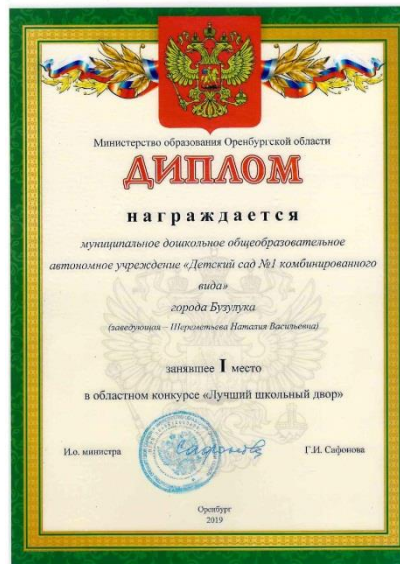 Министерство образования Оренбургской области
ДИПЛОМ
награждается
муниципальное дошкольное общеобразовательное
автономное учреждение «Детский сад №1 комбинированного
вида»
города Бузулука
(заведующая – Шереметьева Наталия Васильевна)
занявшее I место
в областном конкурсе «Лучший школьный двор»
И.о. министра
Г.И. Сафонова
Оренбург
2019